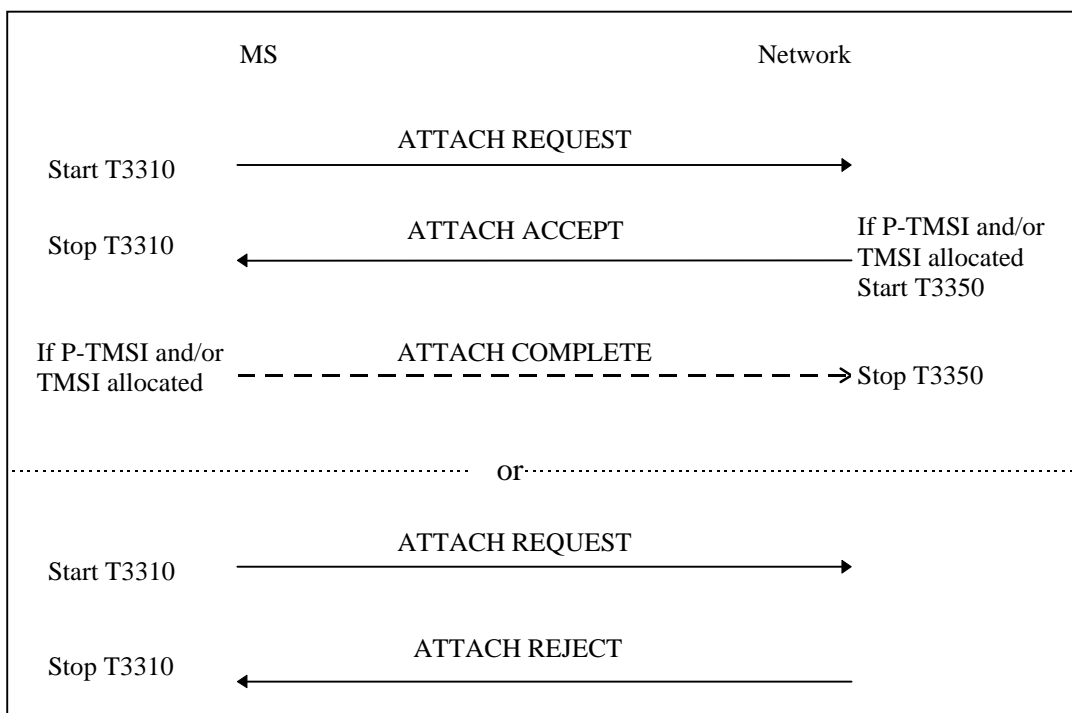 MS Network
ATTACH REQUEST
Start T3310
ATTACH ACCEPT
Stop T3310
If P-TMSI and/or
TMSI allocated
Start T3350
If P-TMSI and/or
TMSI allocated
ATTACH COMPLETE
Stop T3350
or
ATTACH REQUEST
Start T3310
ATTACH REJECT
Stop T3310